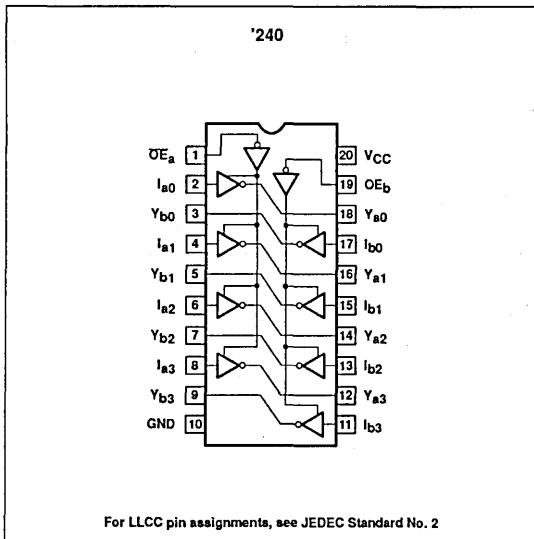 '240
OEa 1 20 VCC
Ia0 2 19 OEb
Yb0 3 18 Ya0
Ia1 4 17 Ib0
Yb1 5 16 Ya1
Ia2 6 15 Ib1
Yb2 7 14 Ya2
Ia3 8 13 Ib2
Yb3 9 12 Ya3
GND 10 11 Ib3
For LLCC pin assignments, see JEDEC Standard No. 2